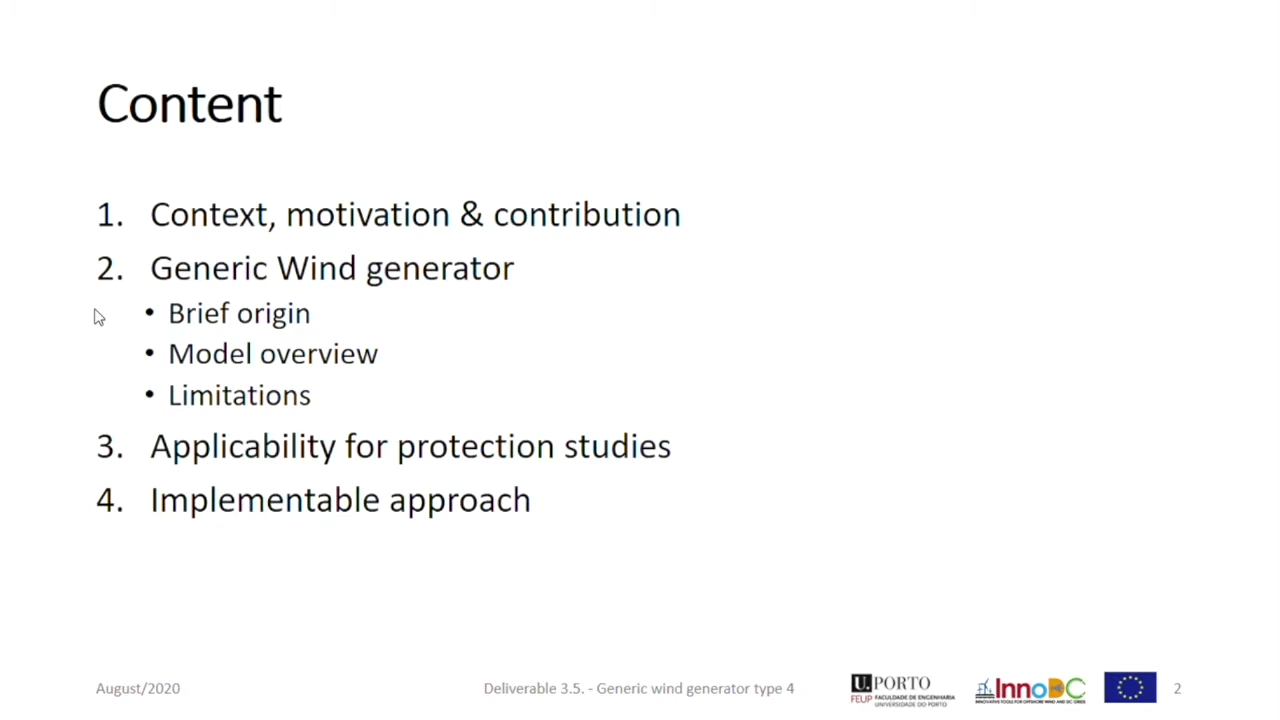 Content
1. Context, motivation & contribution
2. Generic Wind generator
• Brief origin
• Model overview
• Limitations
3. Applicability for protection studies
4. Implementable approach
August/2020
Deliverable 3.5. - Generic wind generator type 4
U. PORTO
FEUP FACULDADE DE ENGENHARIA
UNIVERSIDADE DO PORTO
InnoDC
INNOVATIVE TOOLS FOR OFFSHORE WIND AND DC GRIDS
2